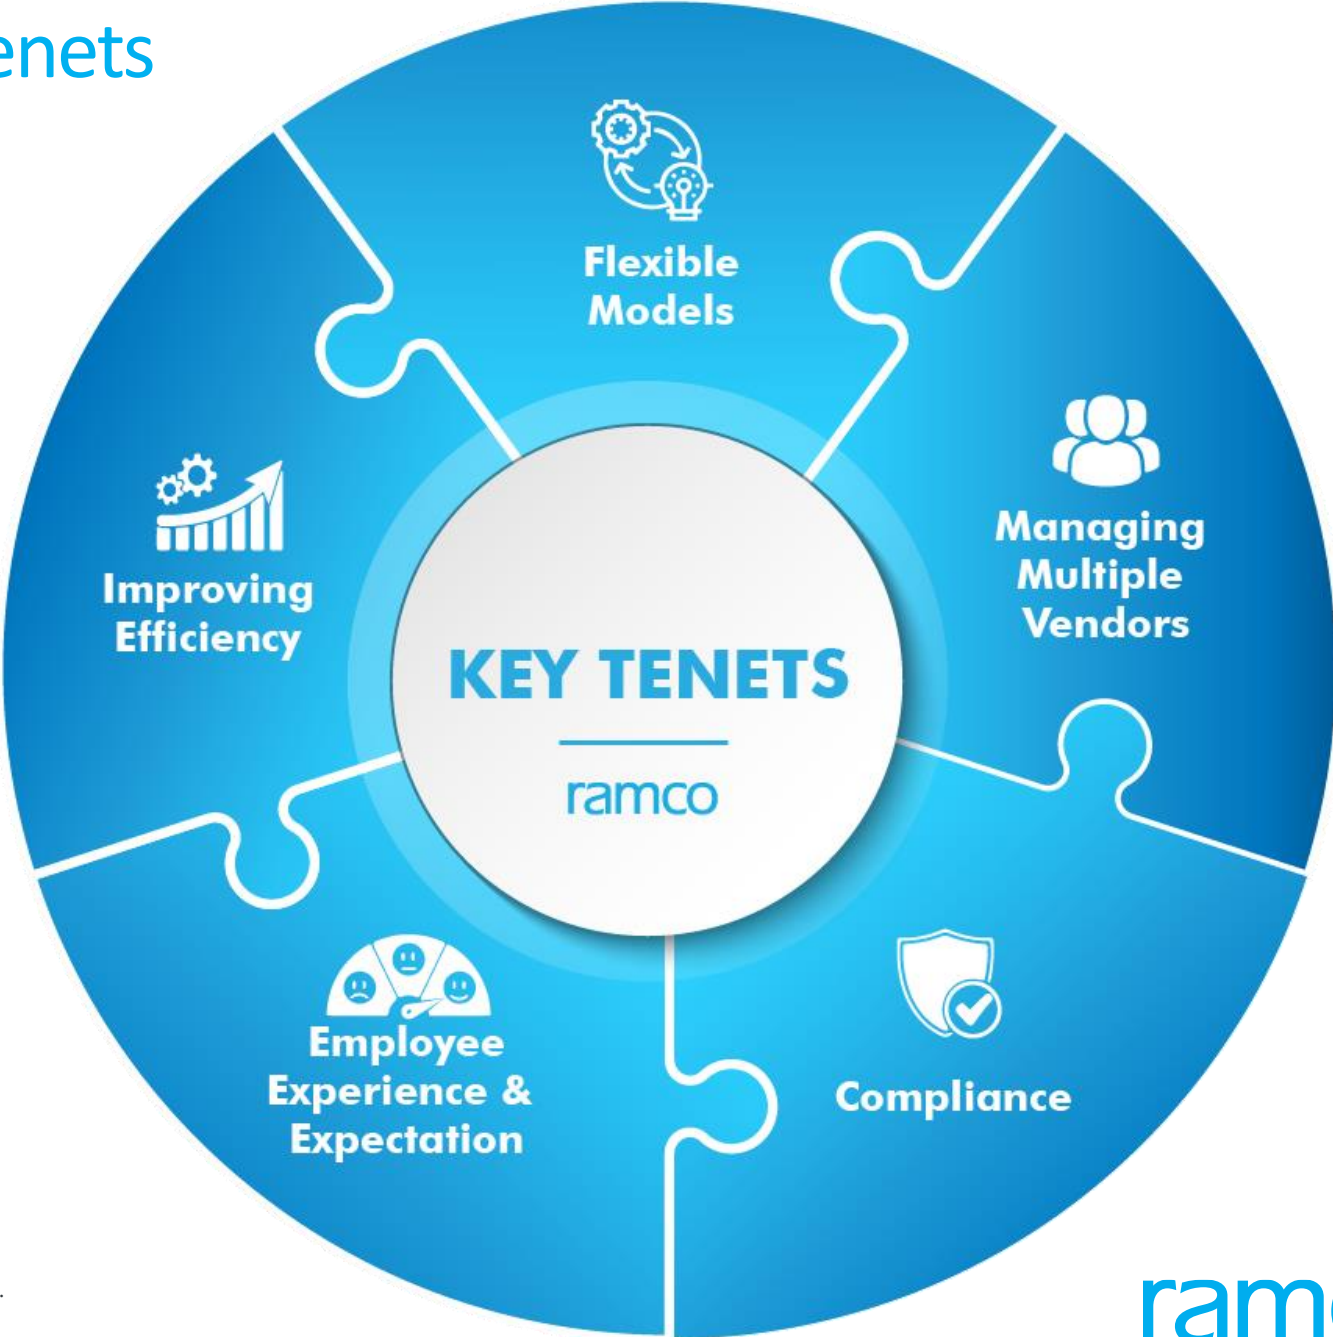 enets
Flexible
Models
Managing
Multiple
Vendors
Improving
Efficiency
KEY TENETS
ramco
Employee
Experience &
Expectation
Compliance
.
ram